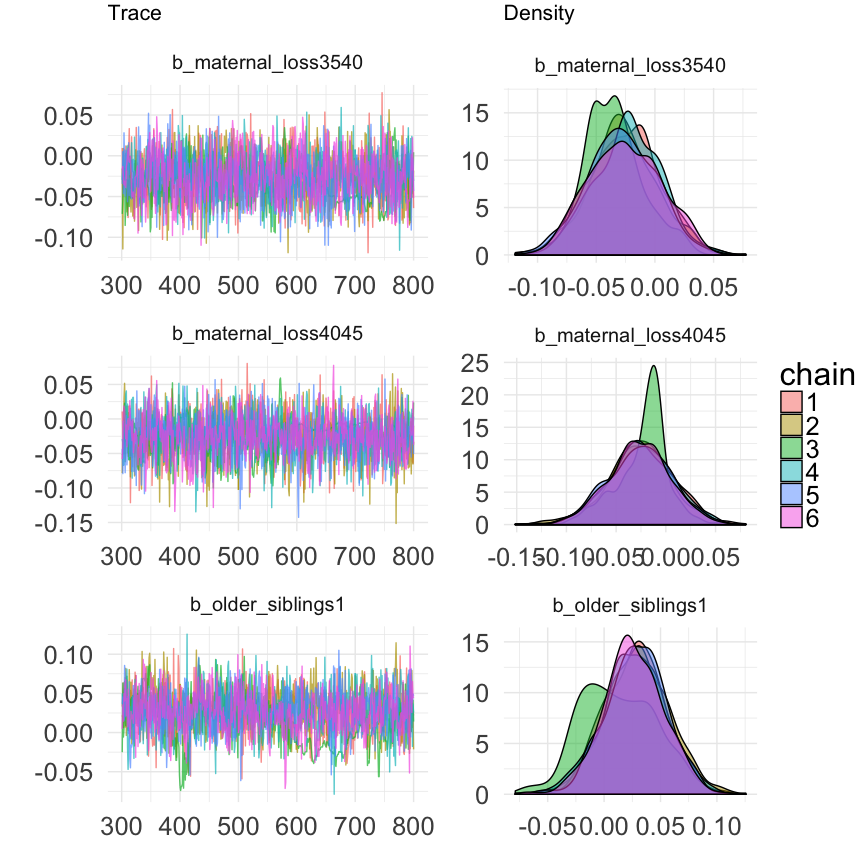 Trace
Density
b_maternal_loss3540
b_maternal_loss3540
0.05
0.00
-0.05
-0.10
300 400 500 600 700 800
15
10
5
0
-0.10 -0.05 0.00 0.05
b_maternal_loss4045
b_maternal_loss4045
0.05
0.00
-0.05
-0.10
-0.15
300 400 500 600 700 800
25
20
15
10
5
0
-0.15 -0.10 -0.05 0.00 0.05
b_older_siblings1
b_older_siblings1
0.10
0.05
0.00
-0.05
300 400 500 600 700 800
15
10
5
0
-0.05 0.00 0.05 0.10
chain
1
2
3
4
5
6